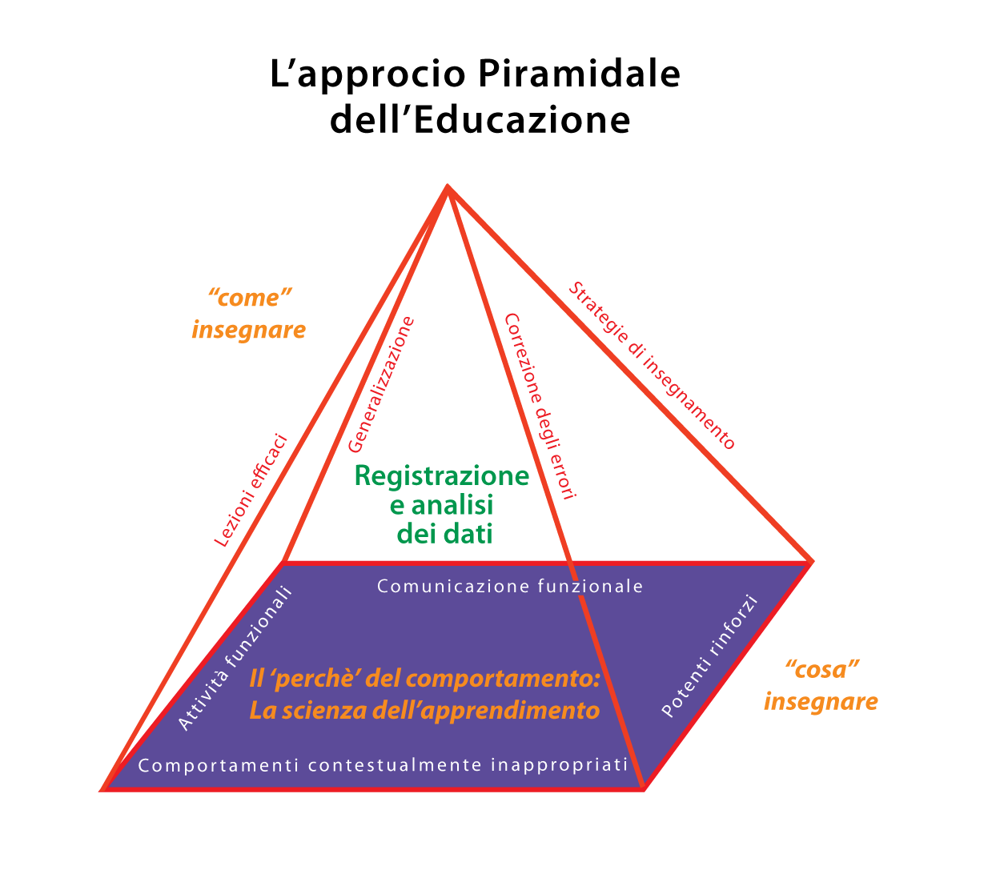 L’approcio Piramidale
dell’Educazione
“come”
insegnare
Lezioni efficaci
Generalizzazione
Correzione degli errori
Strategie di insegnamento
Registrazione
e analisi
dei dati
Comunicazione funzionale
Attività funzionali
Potenti rinforzi
Il ‘perchè’ del comportamento:
La scienza dell’apprendimento
“cosa”
insegnare
Comportamenti contestualmente inappropriati